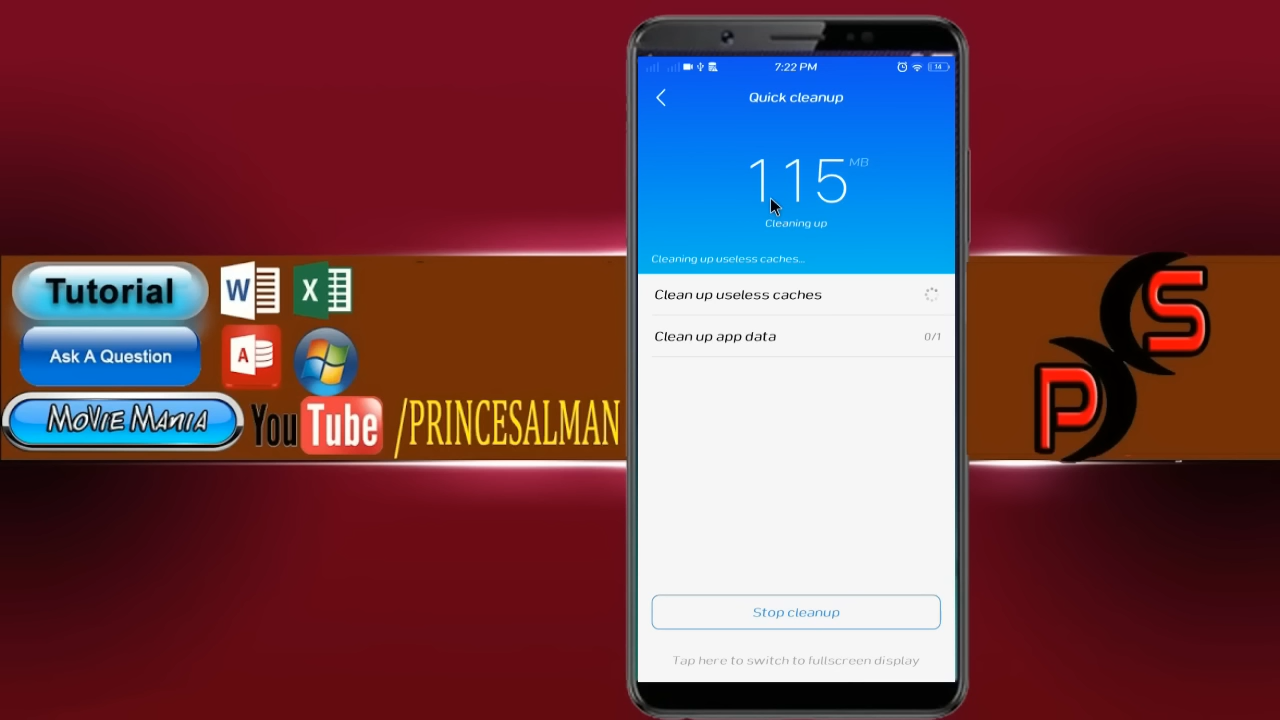 Tutorial
W
X
Ask A Question
A
MOVIE MANIA
YouTube /PRINCESALMAN
7:22 PM
14
Quick cleanup
115 MB
Cleaning up
Cleaning up useless caches...
Clean up useless caches
Clean up app data 0/1
Stop cleanup
Tap here to switch to fullscreen display
S
P